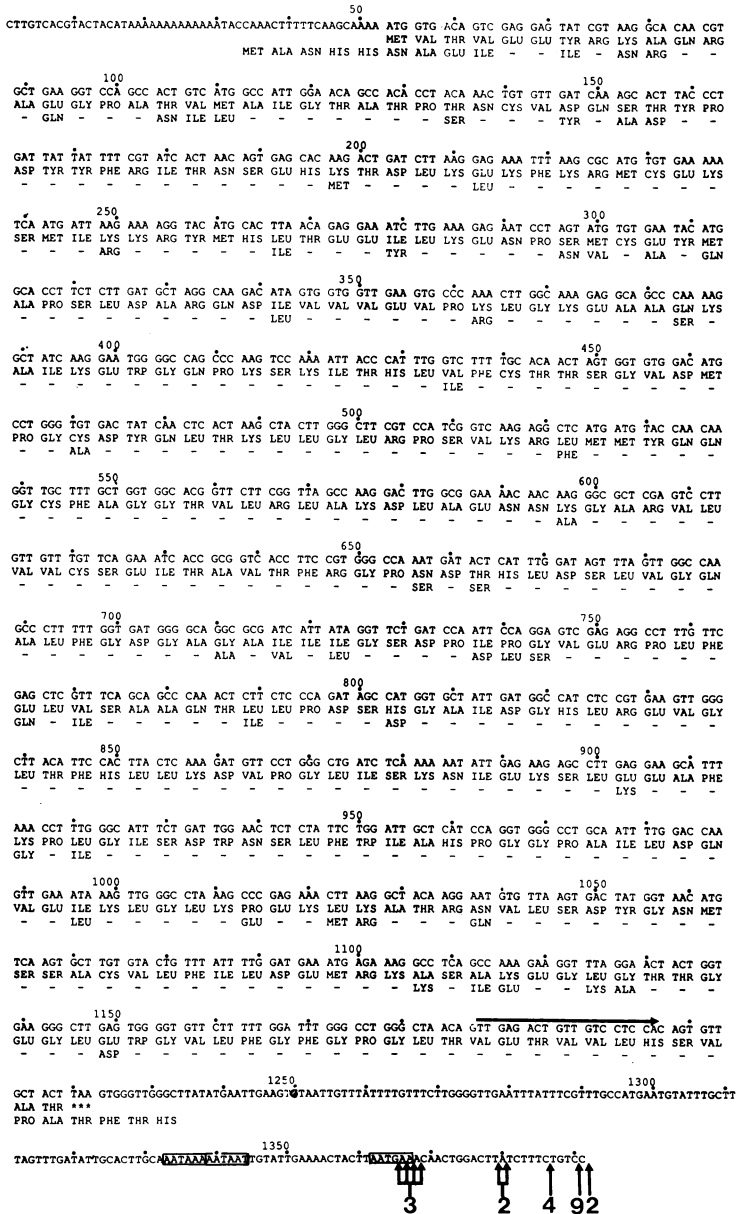 50
CTTGTCACGTACTACATAAAAAAAAAAAAAATACCAAACTTTTTCAAGCAAAA ATG GTG ACA GTC GAG GAG TAT CGT AAG GCA CAA CGT
MET VAL THR VAL GLU GLU TYR ARG LYS ALA GLN ARG
MET ALA ASN HIS HIS ASN ALA GLU ILE - - ILE - ASN ARG - -
100 150
GCT GAA GGT CCA GCC ACT GTC ATG GCC ATT GGA ACA GCC ACA CCT ACA AAC TGT GTT GAT CAA AGC ACT TAC CCT
ALA GLU GLY PRO ALA THR VAL MET ALA ILE GLY THR ALA THR PRO THR ASN CYS VAL ASP GLN SER THR TYR PRO
- GLN - - - ASN ILE LEU - - - - - - - SER - - - TYR - ALA ASP - -
200
GAT TAT TAT TTT CGT ATC ACT AAC AGT GAG CAC AAG ACT GAT CTT AAG GAG AAA TTT AAG CGC ATG TGT GAA AAA
ASP TYR TYR PHE ARG ILE THR ASN SER GLU HIS LYS THR ASP LEU LYS GLU LYS PHE LYS ARG MET CYS GLU LYS
- - - - - - - - - - - MET - - - - LEU - - - - - - - -
250 300
TCA ATG ATT AAG AAA AGG TAC ATG CAC TTA ACA GAG GAA ATC TTG AAA GAG AAT CCT AGT ATG TGT GAA TAC ATG
SER MET ILE LYS LYS ARG TYR MET HIS LEU THR GLU GLU ILE LEU LYS GLU ASN PRO SER MET CYS GLU TYR MET
- - - ARG - - - - - - ILE - - TYR - - - - - ASN VAL - ALA - GLN
350
GCA CCT TCT CTT GAT GCT AGG CAA GAC ATA GTG GTG GTT GAA GTG CCC AAA CTT GGC AAA GAG GCA GCC CAA AAG
ALA PRO SER LEU ASP ALA ARG GLN ASP ILE VAL VAL VAL GLU VAL PRO LYS LEU GLY LYS GLU ALA ALA GLN LYS
- - - - - - - - - LEU - - - - - - ARG - - - - - - SER -
400 450
GCT ATC AAG GAA TGG GGC CAG CCC AAG TCC AAA ATT ACC CAT TTG GTC TTT TGC ACA ACT AGT GGT GTG GAC ATG
ALA ILE LYS GLU TRP GLY GLN PRO LYS SER LYS ILE THR HIS LEU VAL PHE CYS THR THR SER GLY VAL ASP MET
- - - - - - - - - - - - - - - ILE - - - - - - - - -
500
CCT GGG TGT GAC TAT CAA CTC ACT AAG CTA CTT GGG CTT CGT CCA TCG GTC AAG AGG CTC ATG ATG TAC CAA CAA
PRO GLY CYS ASP TYR GLN LEU THR LYS LEU LEU GLY LEU ARG PRO SER VAL LYS ARG LEU MET MET TYR GLN GLN
- - ALA - - - - - - - - - - - - - - - - PHE - - - - -
550 600
GGT TGC TTT GCT GGT GGC ACG GTT CTT CGG TTA GCC AAG GAC TTG GCG GAA AAC AAC AAG GGC GCT CGA GTC CTT
GLY CYS PHE ALA GLY GLY THR VAL LEU ARG LEU ALA LYS ASP LEU ALA GLU ASN ASN LYS GLY ALA ARG VAL LEU
- - - - - - - - - - - - - - - - - - - ALA - - - - -
650
GTT GTT TGT TCA GAA ATC ACC GCG GTC ACC TTC CGT GGG CCA AAT GAT ACT CAT TTG GAT AGT TTA GTT GGC CAA
VAL VAL CYS SER GLU ILE THR ALA VAL THR PHE ARG GLY PRO ASN ASP THR HIS LEU ASP SER LEU VAL GLY GLN
- - - - - - - - - - - - - - SER - SER - - - - - - - -
700 750
GCC CTT TTT GGT GAT GGG GCA GGC GCG ATC ATT ATA GGT TCT GAT CCA ATT CCA GGA GTC GAG AGG CCT TTG TTC
ALA LEU PHE GLY ASP GLY ALA GLY ALA ILE ILE ILE GLY SER ASP PRO ILE PRO GLY VAL GLU ARG PRO LEU PHE
- - - - - - - ALA - VAL - LEU - - - - ASP LEU SER - - - - - -
800
GAG CTC GTT TCA GCA GCC CAA ACT CTT CTC CCA GAT AGC CAT GGT GCT ATT GAT GGC CAT CTC CGT GAA GTT GGG
GLU LEU VAL SER ALA ALA GLN THR LEU LEU PRO ASP SER HIS GLY ALA ILE ASP GLY HIS LEU ARG GLU VAL GLY
GLN - ILE - - - - - ILE - - - - ASP - - - - - - - - - - -
850 900
CTT ACA TTC CAC TTA CTC AAA GAT GTT CCT GGG CTG ATC TCA AAA AAT ATT GAG AAG AGC CTT GAG GAA GCA TTT
LEU THR PHE HIS LEU LEU LYS ASP VAL PRO GLY LEU ILE SER LYS ASN ILE GLU LYS SER LEU GLU GLU ALA PHE
- - - - - - - - - - - - - - - - - - - - - LYS - - -
950
AAA CCT TTG GGC ATT TCT GAT TGG AAC TCT CTA TTC TGG ATT GCT CAT CCA GGT GGG CCT GCA ATT TTG GAC CAA
LYS PRO LEU GLY ILE SER ASP TRP ASN SER LEU PHE TRP ILE ALA HIS PRO GLY GLY PRO ALA ILE LEU ASP GLN
GLY - ILE - - - - - - - - - - - - - - - - - - - - - -
1000 1050
GTT GAA ATA AAG TTG GGC CTA AAG CCC GAG AAA CTT AAG GCT ACA AGG AAT GTG TTA AGT GAC TAT GGT AAC ATG
VAL GLU ILE LYS LEU GLY LEU LYS PRO GLU LYS LEU LYS ALA THR ARG ASN VAL LEU SER ASP TYR GLY ASN MET
- - LEU - - - - - GLU - - MET ARG - - GLN - - - - - - - - -
1100
TCA AGT GCT TGT GTA CTG TTT ATT TTG GAT GAA ATG AGA AAG GCC TCA GCC AAA GAA GGT TTA GGA ACT ACT GGT
SER SER ALA CYS VAL LEU PHE ILE LEU ASP GLU MET ARG LYS ALA SER ALA LYS GLU GLY LEU GLY THR THR GLY
- - - - - - - - - - - - - - LYS - ILE GLU - - LYS ALA - - -
1150
GAA GGG CTT GAG TGG GGT GTT CTT TTT GGA TTT GGG CCT GGG CTA ACA GTT GAG ACT GTT GTC CTC CAC AGT GTT
GLU GLY LEU GLU TRP GLY VAL LEU PHE GLY PHE GLY PRO GLY LEU THR VAL GLU THR VAL VAL LEU HIS SER VAL
- - - ASP - - - - - - - - - - - - - - - - - - - - -
1250 1300
GCT ACT TAA GTGGGTTGGGCTTATATGAATTGAAGTGTAATTGTTTATTTTGTTTCTTGGGGTTGAATTTATTTCGTTTGCCATGAATGTATTTGCTT
ALA THR ***
PRO ALA THR PHE THR HIS
1350
TAGTTTGATATTGCACTTGCAAATAAAAATAATTTGTATTGAAAACTACTTAATGAAACAACTGGACTTATCTTTCTGTCC
3 2 4 9 2